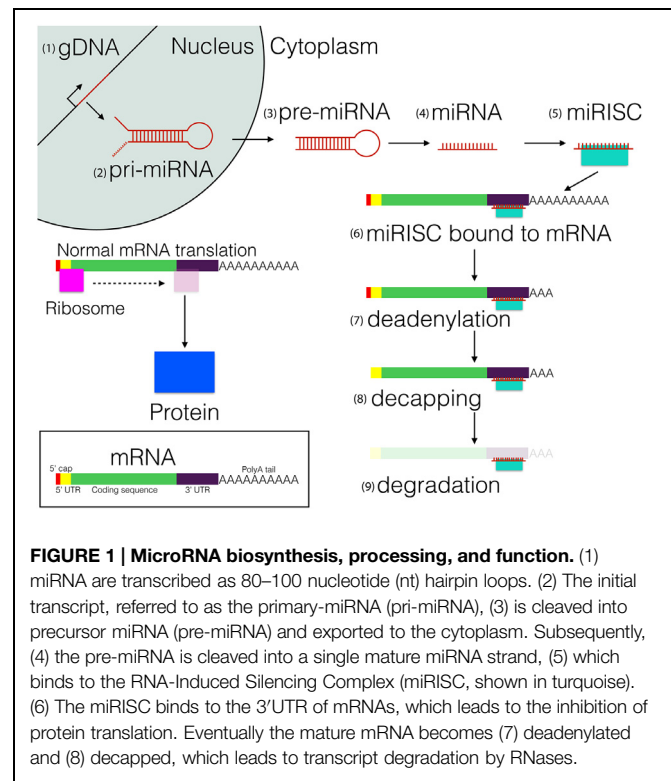 (1) gDNA
Nucleus
Cytoplasm
(2) pri-miRNA
(3) pre-miRNA
(4) miRNA
(5) miRISC
AAAAAAAAAA
(6) miRISC bound to mRNA
AAA
(7) deadenylation
AAA
(8) decapping
AAA
(9) degradation
Normal mRNA translation
AAAAAAAAAA
Ribosome
Protein
mRNA
5' cap
PolyA tail
AAAAAAAAAA
5' UTR
Coding sequence
3' UTR
FIGURE 1 | MicroRNA biosynthesis, processing, and function. (1)
miRNA are transcribed as 80–100 nucleotide (nt) hairpin loops. (2) The initial
transcript, referred to as the primary-miRNA (pri-miRNA), (3) is cleaved into
precursor miRNA (pre-miRNA) and exported to the cytoplasm. Subsequently,
(4) the pre-miRNA is cleaved into a single mature miRNA strand, (5) which
binds to the RNA-Induced Silencing Complex (miRISC, shown in turquoise).
(6) The miRISC binds to the 3′UTR of mRNAs, which leads to the inhibition of
protein translation. Eventually the mature mRNA becomes (7) deadenylated
and (8) decapped, which leads to transcript degradation by RNases.